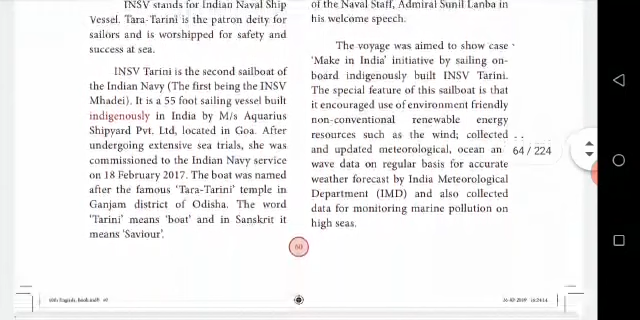 INSV stands for Indian Naval Ship
Vessel. Tara-Tarini is the patron deity for
sailors and is worshipped for safety and
success at sea.
INSV Tarini is the second sailboat of
the Indian Navy (The first being the INSV
Mhadei). It is a 55 foot sailing vessel built
indigenously in India by M/s Aquarius
Shipyard Pvt. Ltd, located in Goa. After
undergoing extensive sea trials, she was
commissioned to the Indian Navy service
on 18 February 2017. The boat was named
after the famous 'Tara-Tarini' temple in
Ganjam district of Odisha. The word
'Tarini' means 'boat' and in Sanskrit it
means 'Saviour'.
of the Naval Staff, Admiral Sunil Lanba in
his welcome speech.
The voyage was aimed to show case
'Make in India' initiative by sailing on-
board indigenously built INSV Tarini.
The special feature of this sailboat is that
it encouraged use of environment friendly
non-conventional renewable energy
resources such as the wind; collected
and updated meteorological, ocean an
wave data on regular basis for accurate
weather forecast by India Meteorological
Department (IMD) and also collected
data for monitoring marine pollution on
high seas.
64 / 224
60